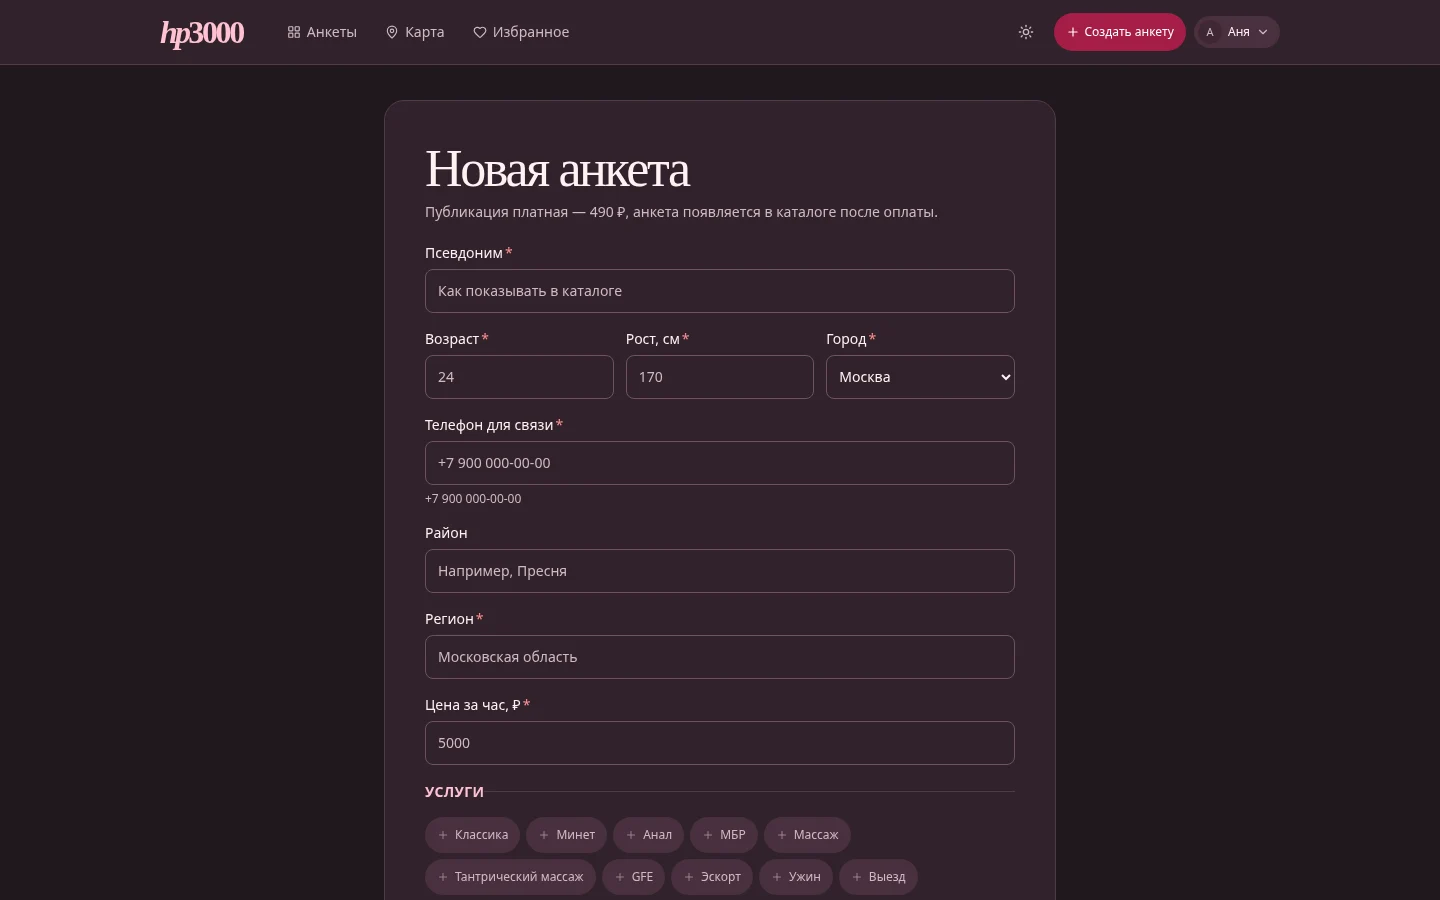 hp3000 Анкеты Карта Избранное + Создать анкету А Аня
Новая анкета
Публикация платная — 490 ₽, анкета появляется в каталоге после оплаты.
Псевдоним *
Как показывать в каталоге
Возраст * Рост, см * Город *
24 170 Москва
Телефон для связи *
+7 900 000-00-00
+7 900 000-00-00
Район
Например, Пресня
Регион *
Московская область
Цена за час, ₽ *
5000
УСЛУГИ
+ Классика + Минет + Анал + МБР + Массаж
+ Тантрический массаж + GFE + Эскорт + Ужин + Выезд